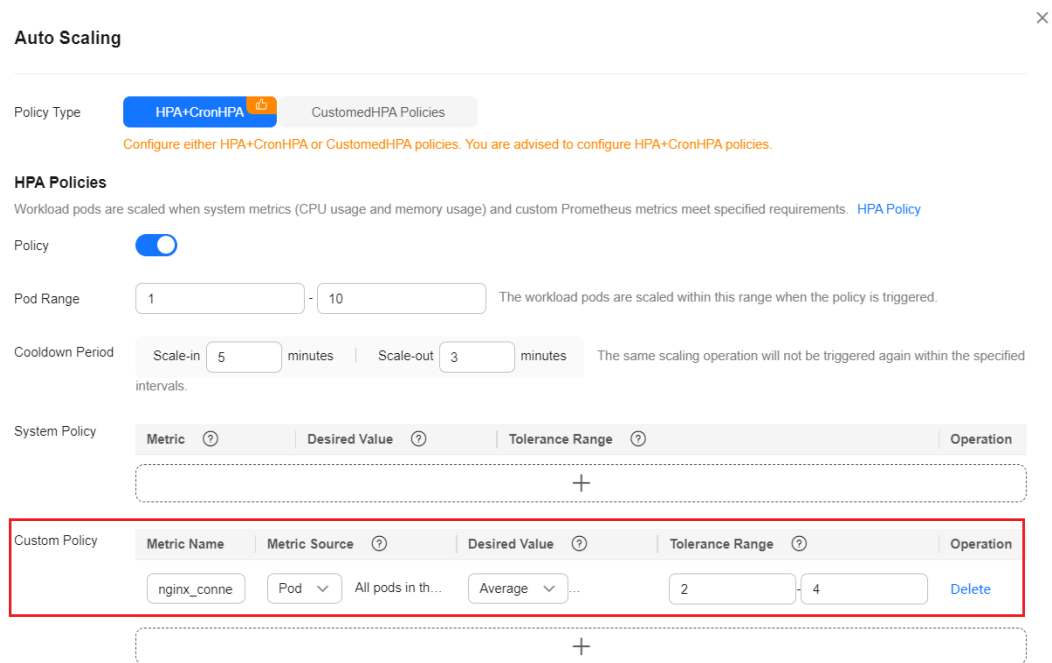 Auto Scaling
Policy Type HPA+CronHPA CustomedHPA Policies
Configure either HPA+CronHPA or CustomedHPA policies. You are advised to configure HPA+CronHPA policies.
HPA Policies
Workload pods are scaled when system metrics (CPU usage and memory usage) and custom Prometheus metrics meet specified requirements. HPA Policy
Policy
Pod Range 1 - 10 The workload pods are scaled within this range when the policy is triggered.
Cooldown Period Scale-in 5 minutes Scale-out 3 minutes The same scaling operation will not be triggered again within the specified
intervals.
System Policy Metric ? Desired Value ? Tolerance Range ? Operation
Custom Policy Metric Name Metric Source ? Desired Value ? Tolerance Range ? Operation
nginx_conne Pod All pods in th... Average ... 2 - 4 Delete